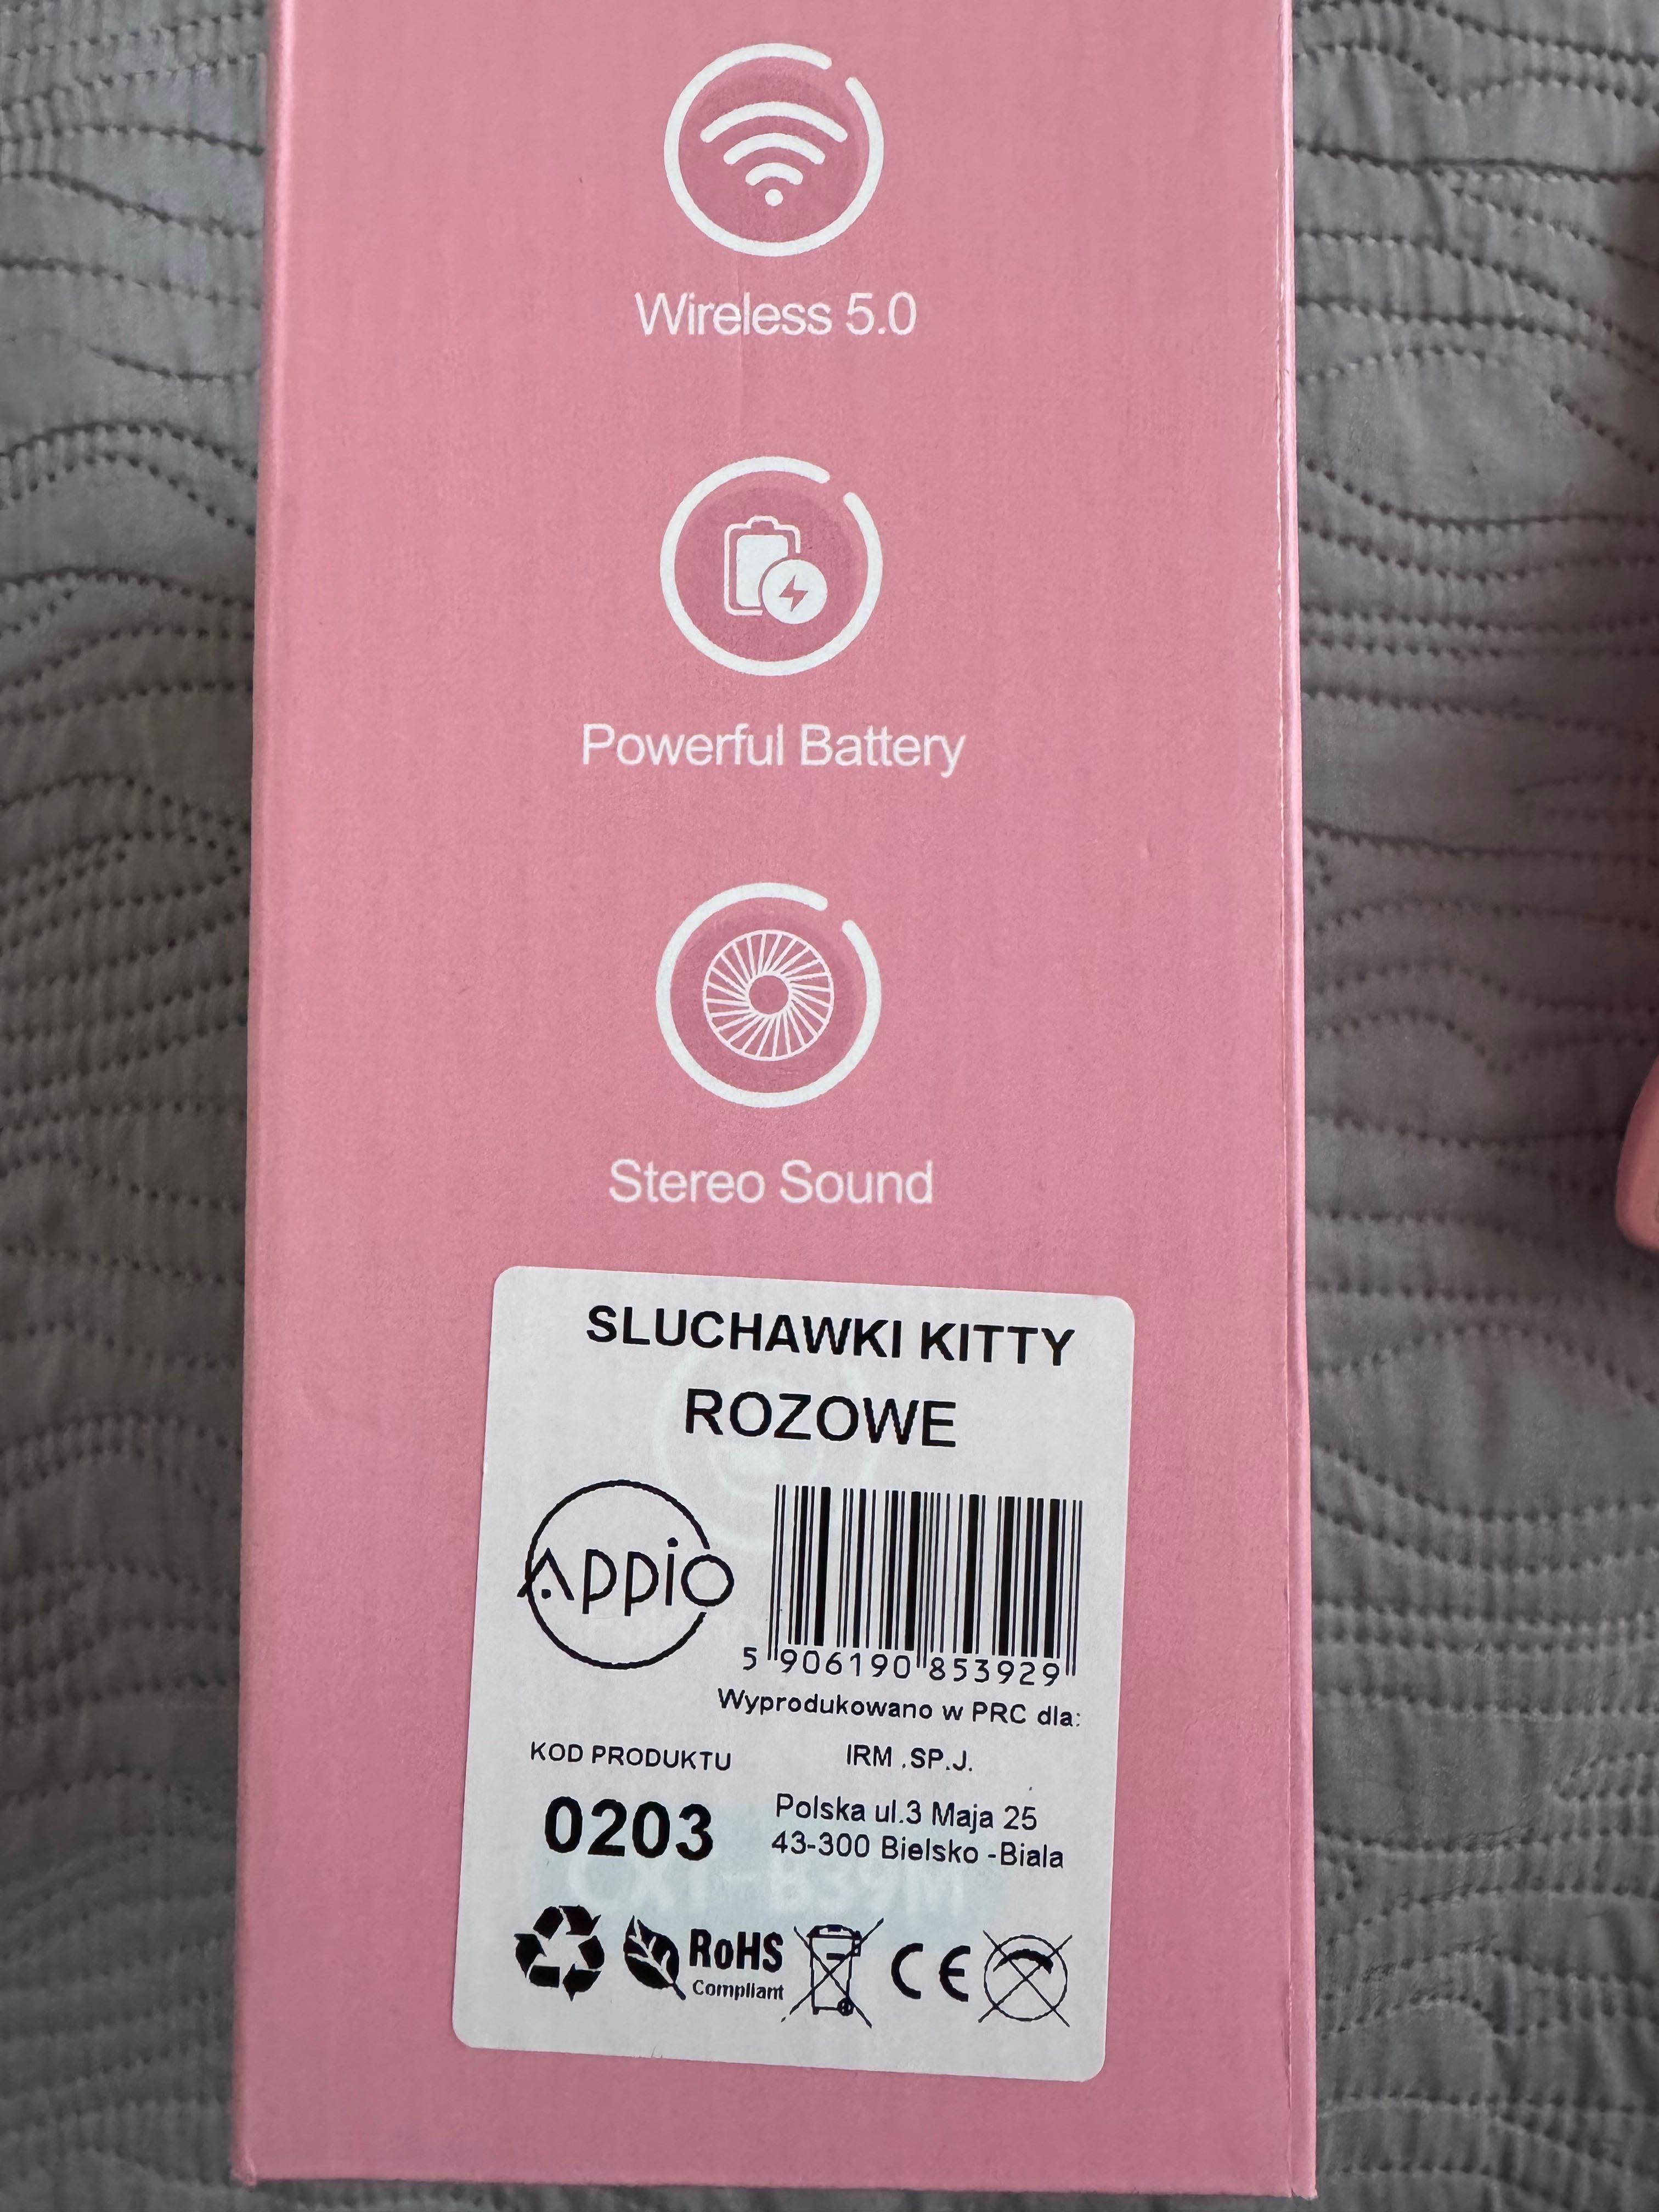 Wireless 5.0
Powerful Battery
Stereo Sound
SLUCHAWKI KITTY
ROZOWE
Appio
5 906190 853929
Wyprodukowano w PRC dla:
KOD PRODUKTU
IRM .SP.J.
0203
Polska ul.3 Maja 25
43-300 Bielsko -Biala
RoHS
Compliant
CE